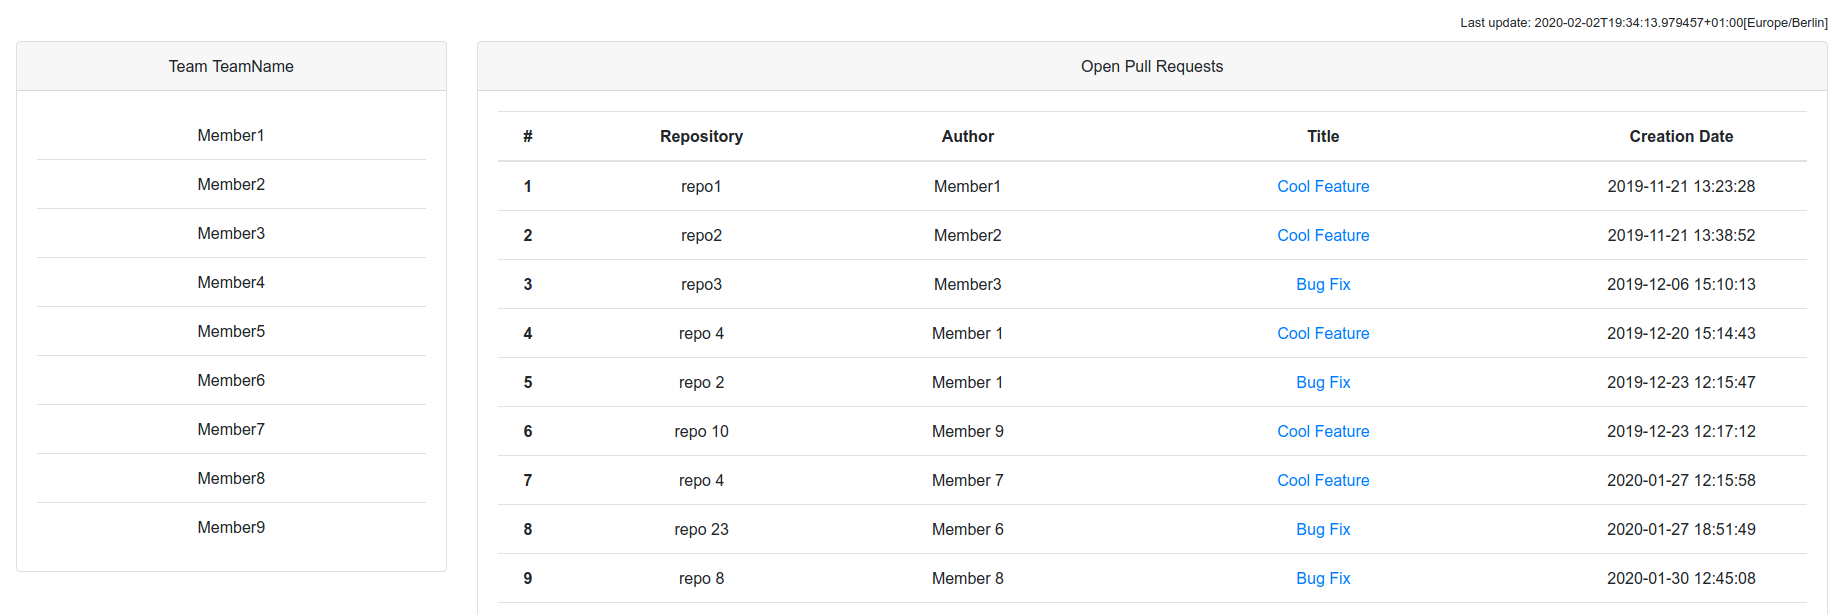 Last update: 2020-02-02T19:34:13.979457+01:00[Europe/Berlin]
Team TeamName
Member1
Member2
Member3
Member4
Member5
Member6
Member7
Member8
Member9
Open Pull Requests
# Repository Author Title Creation Date
1 repo1 Member1 Cool Feature 2019-11-21 13:23:28
2 repo2 Member2 Cool Feature 2019-11-21 13:38:52
3 repo3 Member3 Bug Fix 2019-12-06 15:10:13
4 repo 4 Member 1 Cool Feature 2019-12-20 15:14:43
5 repo 2 Member 1 Bug Fix 2019-12-23 12:15:47
6 repo 10 Member 9 Cool Feature 2019-12-23 12:17:12
7 repo 4 Member 7 Cool Feature 2020-01-27 12:15:58
8 repo 23 Member 6 Bug Fix 2020-01-27 18:51:49
9 repo 8 Member 8 Bug Fix 2020-01-30 12:45:08